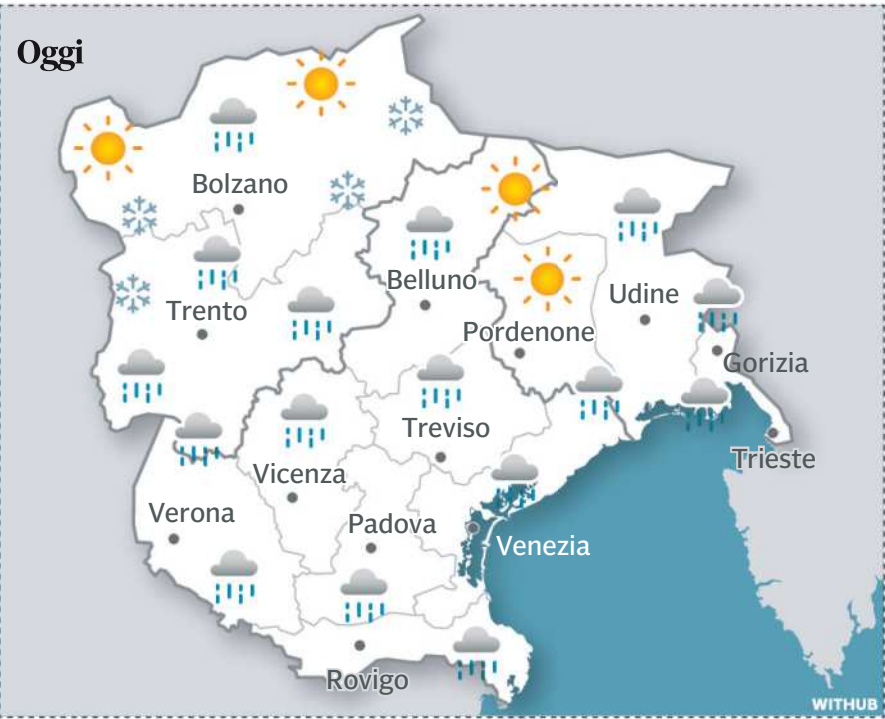 Oggi
Bolzano
Trento
Belluno
Udine
Pordenone
Gorizia
Treviso
Trieste
Vicenza
Verona
Padova
Venezia
Rovigo
WITHUB